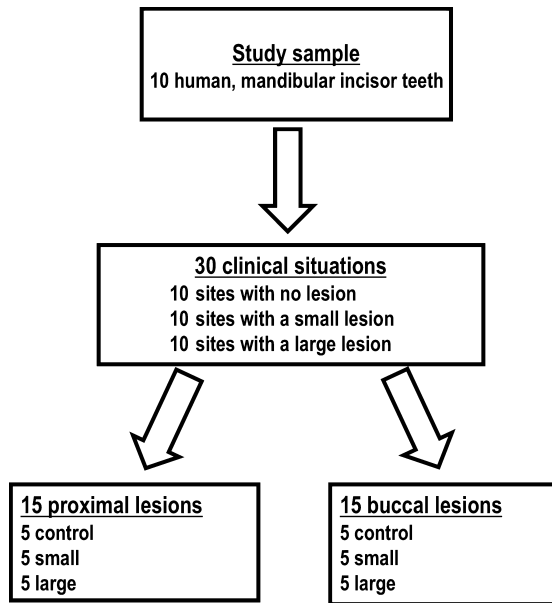 Study sample
10 human, mandibular incisor teeth
30 clinical situations
10 sites with no lesion
10 sites with a small lesion
10 sites with a large lesion
15 proximal lesions
5 control
5 small
5 large
15 buccal lesions
5 control
5 small
5 large